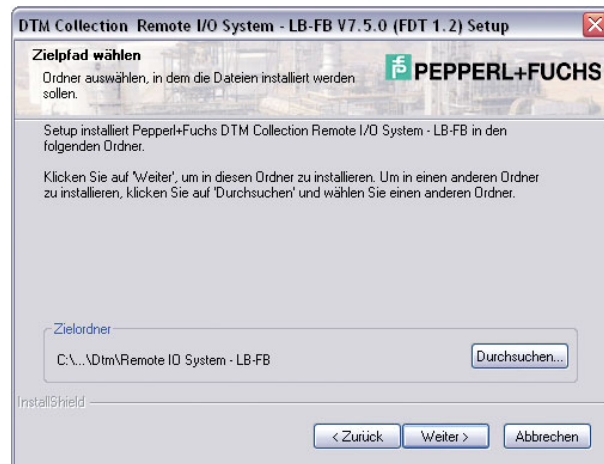 DTM Collection Remote I/O System - LB-FB V7.5.0 (FDT 1.2) Setup
Zielpfad wählen
Ordner auswählen, in dem die Dateien installiert werden
sollen.
PEPPERL+FUCHS
Setup installiert Pepperl+Fuchs DTM Collection Remote I/O System - LB-FB in den
folgenden Ordner.
Klicken Sie auf 'Weiter', um in diesen Ordner zu installieren. Um in einen anderen Ordner
zu installieren, klicken Sie auf 'Durchsuchen' und wählen Sie einen anderen Ordner.
Zielordner
C:\...\Dtm\Remote IO System - LB-FB
Durchsuchen...
InstallShield
< Zurück
Weiter >
Abbrechen